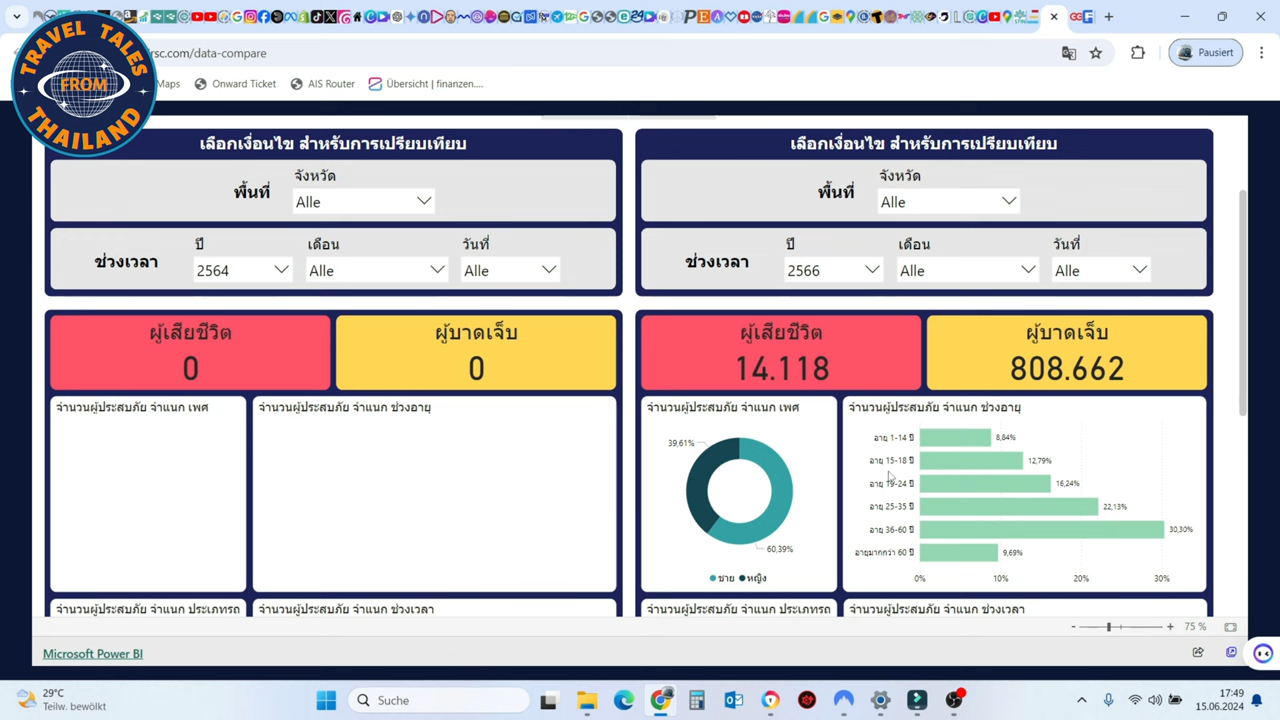 TRAVEL TALES
FROM
THAILAND
Pausiert
rsc.com/data-compare
Maps
Onward Ticket
AIS Router
Übersicht | finanzen....
เลือกเงื่อนไข สำหรับการเปรียบเทียบ
จังหวัด
พื้นที่
Alle
ปี
เดือน
วันที่
ช่วงเวลา
2564
Alle
Alle
ผู้เสียชีวิต
0
ผู้บาดเจ็บ
0
จำนวนผู้ประสบภัย จำแนก เพศ
จำนวนผู้ประสบภัย จำแนก ช่วงอายุ
จำนวนผู้ประสบภัย จำแนก ประเภทรถ
จำนวนผู้ประสบภัย จำแนก ช่วงเวลา
เลือกเงื่อนไข สำหรับการเปรียบเทียบ
จังหวัด
พื้นที่
Alle
ปี
เดือน
วันที่
ช่วงเวลา
2566
Alle
Alle
ผู้เสียชีวิต
14.118
ผู้บาดเจ็บ
808.662
จำนวนผู้ประสบภัย จำแนก เพศ
39,61%
60,39%
ชาย หญิง
จำนวนผู้ประสบภัย จำแนก ช่วงอายุ
อายุ 1-14 ปี 8,84%
อายุ 15-18 ปี 12,79%
อายุ 19-24 ปี 16,24%
อายุ 25-35 ปี 22,13%
อายุ 36-60 ปี 30,30%
อายุมากกว่า 60 ปี 9,69%
0% 10% 20% 30%
จำนวนผู้ประสบภัย จำแนก ประเภทรถ
จำนวนผู้ประสบภัย จำแนก ช่วงเวลา
- + 75 %
Microsoft Power BI
29°C
Teilw. bewölkt
Suche
17:49
15.06.2024